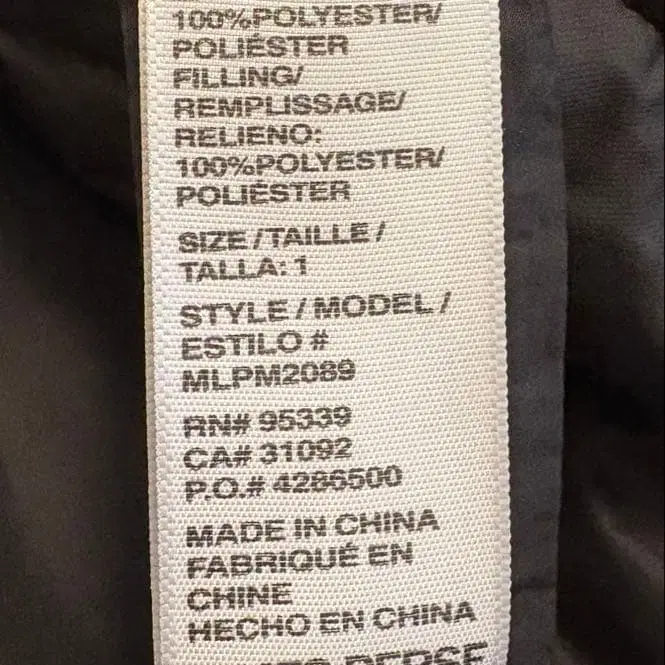 100%POLYESTER/
POLIÉSTER
FILLING/
REMPLISSAGE/
RELIENO:
100%POLYESTER/
POLIÉSTER
SIZE/TAILLE/
TALLA: 1
STYLE/MODEL/
ESTILO #
MLPM2089
RN# 95339
CA# 31092
P.O.# 4286500
MADE IN CHINA
FABRIQUÉ EN
CHINE
HECHO EN CHINA